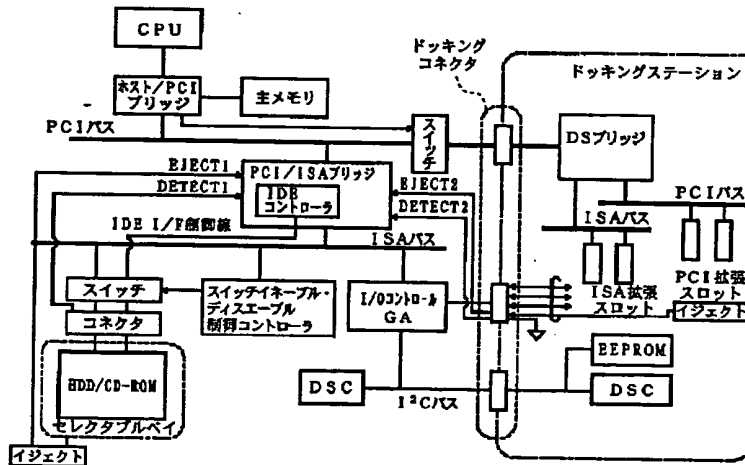 CPU
ホスト/PCI
ブリッジ
主メモリ
PCIバス
スイッチ
ドッキング
コネクタ
ドッキングステーション
DSブリッジ
EJECT1
DETECT1
PCI/ISAブリッジ
IDE
コントローラ
EJECT2
DETECT2
IDE I/F制御線
ISAバス
PCIバス
ISAバス
スイッチ
コネクタ
スイッチイネーブル・
ディスエーブル
制御コントローラ
I/Oコントロール
GA
ISA拡張
スロット
PCI拡張
スロット
イジェクト
HDD/CD-ROM
セレクタブルベイ
イジェクト
DSC
I²Cバス
EEPROM
DSC